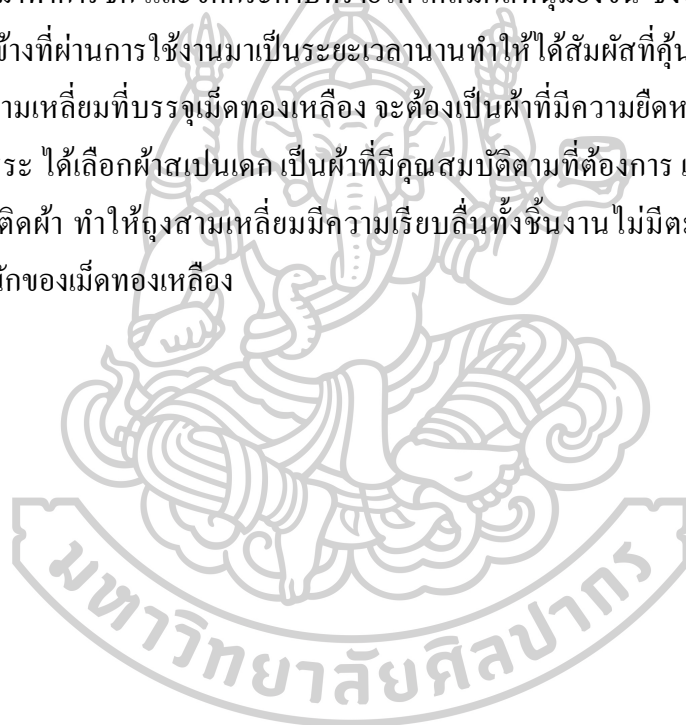 ข้างที่ผ่านการใช้งานมาเป็นระยะเวลานานทำให้ได้สัมผัสที่คุ้น
ามเหลี่ยมที่บรรจุเม็ดทองเหลือง จะต้องเป็นผ้าที่มีความยืดห
ระ ได้เลือกผ้าสเปนเดก เป็นผ้าที่มีคุณสมบัติตามที่ต้องการ
ติดผ้า ทำให้ถุงสามเหลี่ยมมีความเรียบลื่นทั้งชิ้นงานไม่มีตะ
นักของเม็ดทองเหลือง
มหาวิทยาลัยศิลปากร